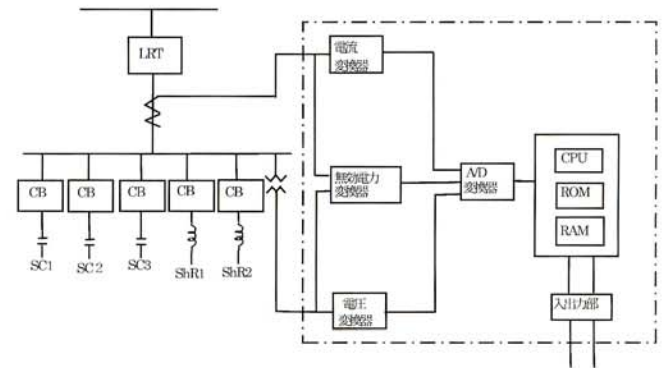 LRT
電流
変換器
無効電力
変換器
A/D
変換器
CPU
ROM
RAM
CB
CB
CB
CB
CB
SC1
SC2
SC3
ShR1
ShR2
電圧
変換器
入出力部